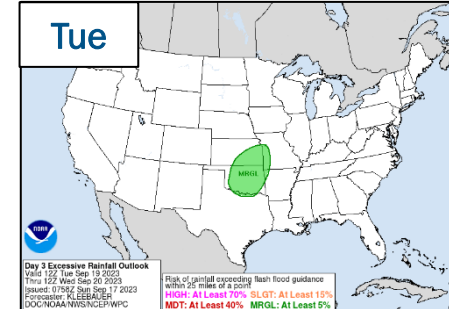 Tue
MRGL
NOAA
Day 3 Excessive Rainfall Outlook
Valid 12Z Tue Sep 19 2023
Thru 12Z Wed Sep 20 2023
Issued: 0758Z Sun Sep 17 2023
Forecaster: KLEEBAUER
DOC/NOAA/NWS/NCEP/WPC
Risk of rainfall exceeding flash flood guidance
within 25 miles of a point
HIGH: At Least 70% SLGT: At Least 15%
MDT: At Least 40% MRGL: At Least 5%